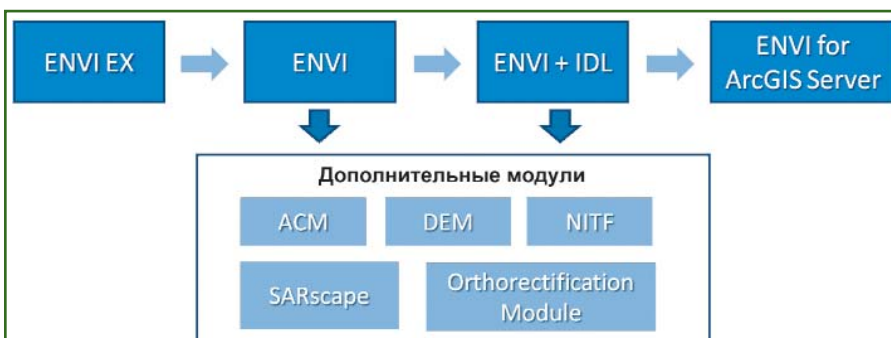 ENVI EX
ENVI
ENVI + IDL
ENVI for
ArcGIS Server
Дополнительные модули
ACM
DEM
NITF
SARscape
Orthorectification
Module